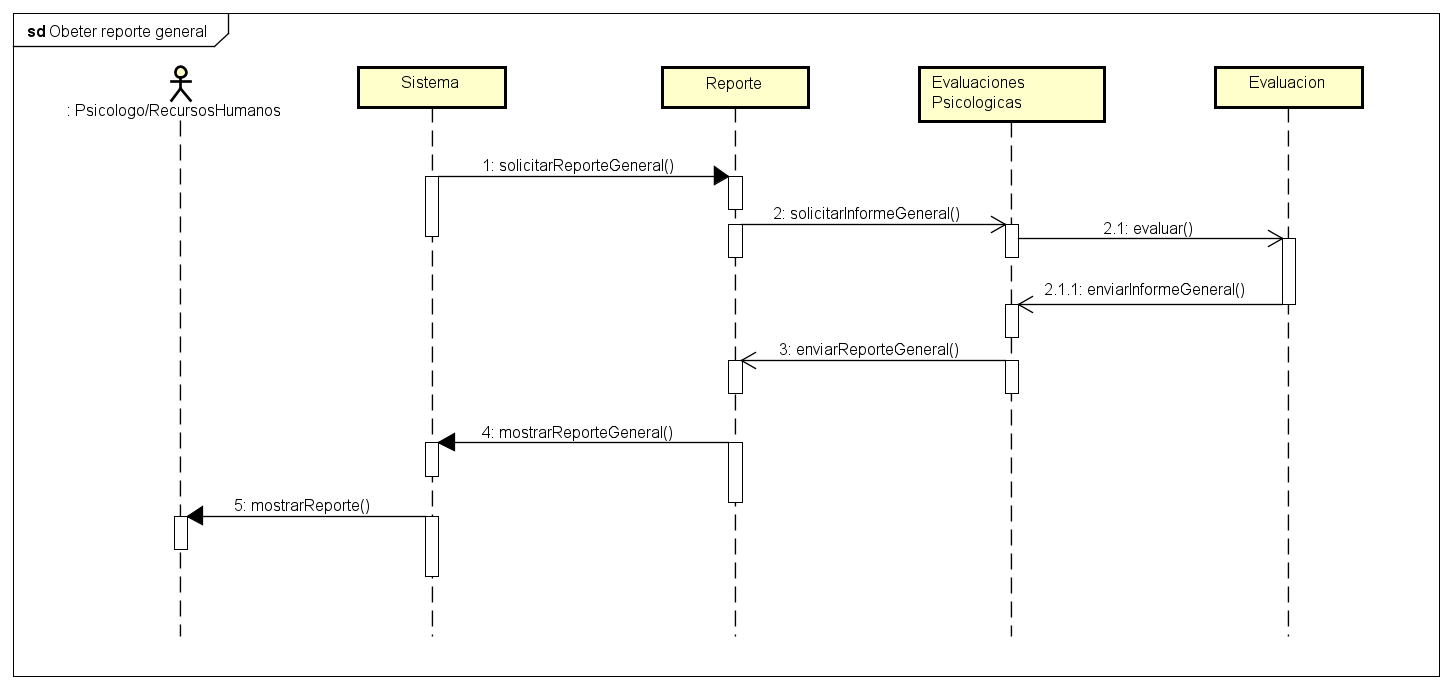 sd Obeter reporte general
: Psicologo/RecursosHumanos
Sistema
Reporte
Evaluaciones
Psicologicas
Evaluacion
1: solicitarReporteGeneral()
2: solicitarInformeGeneral()
2.1: evaluar()
2.1.1: enviarInformeGeneral()
3: enviarReporteGeneral()
4: mostrarReporteGeneral()
5: mostrarReporte()